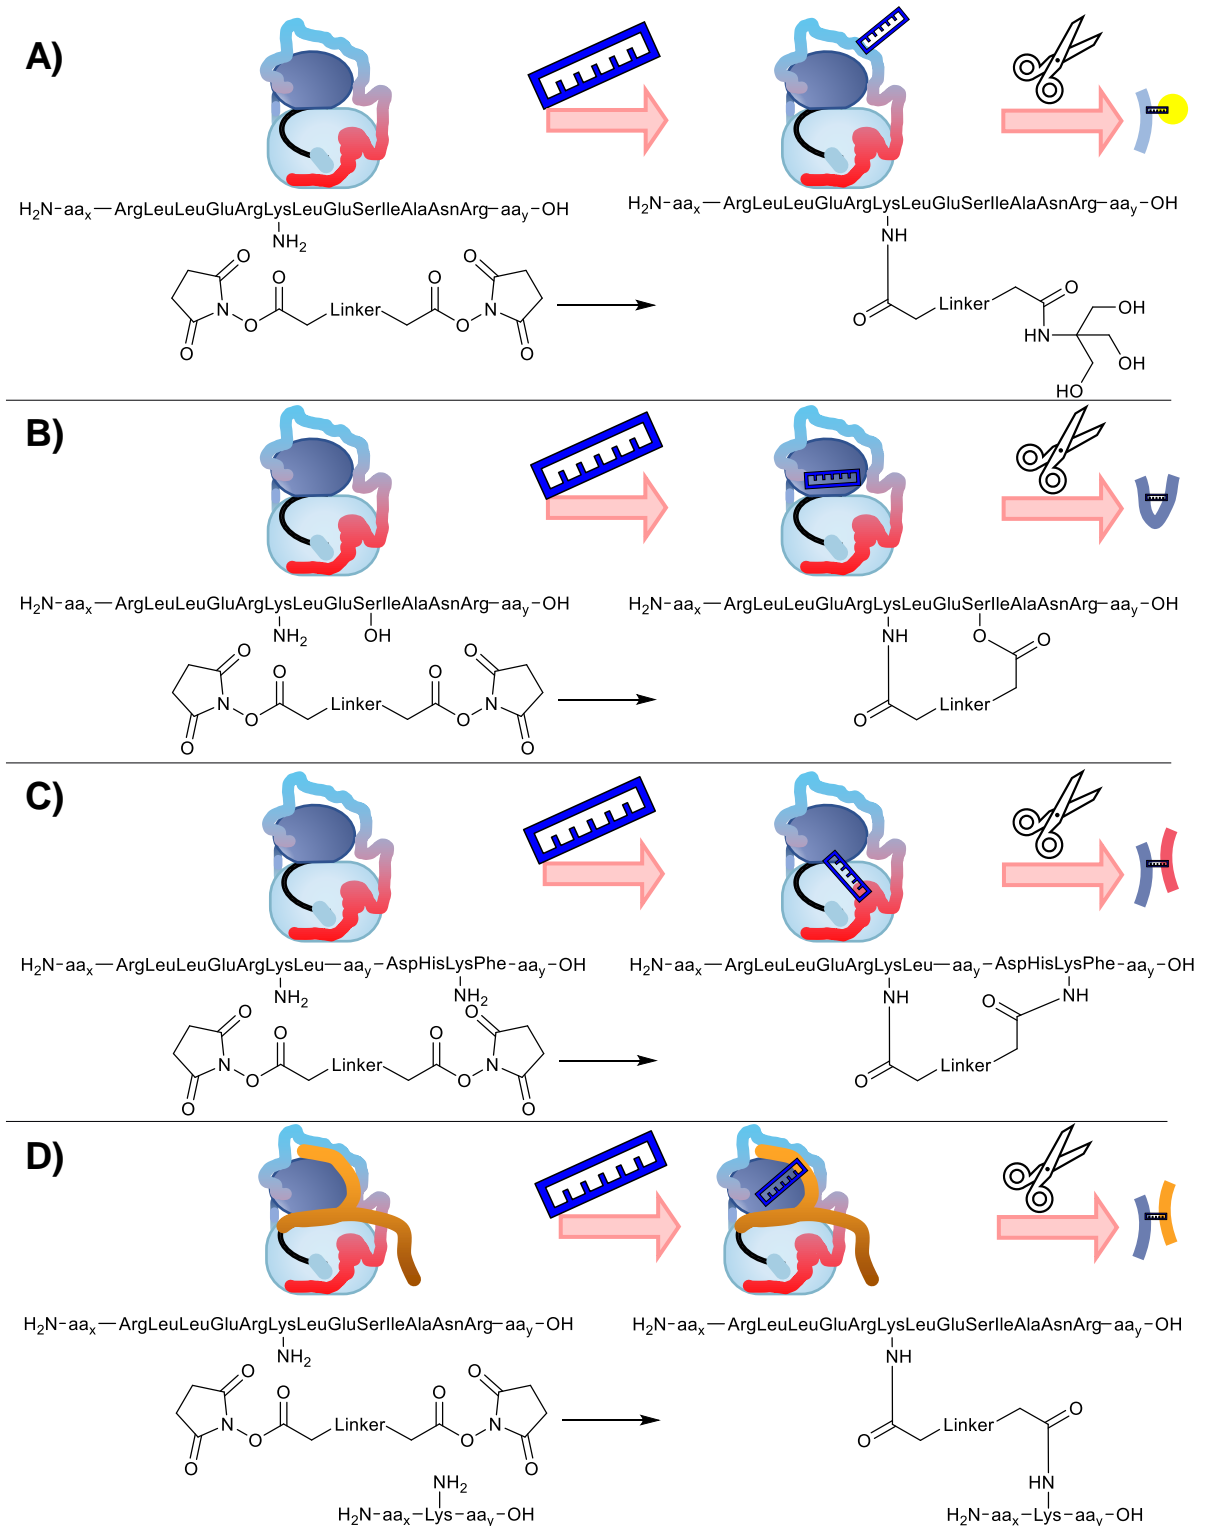 A)
H2N-aax—ArgLeuLeuGluArgLysLeuGluSerIleAlaAsnArg-aay-OH
H2N-aax—ArgLeuLeuGluArgLysLeuGluSerIleAlaAsnArg-aay-OH
NH2
NH
O O O O
N O Linker O N
O O
O Linker O
HN OH
OH
HO
B)
H2N-aax—ArgLeuLeuGluArgLysLeuGluSerIleAlaAsnArg-aay-OH
H2N-aax—ArgLeuLeuGluArgLysLeuGluSerIleAlaAsnArg-aay-OH
NH2 OH
NH O O
O O O O
N O Linker O N
O O
O Linker
C)
H2N-aax—ArgLeuLeuGluArgLysLeu—aay-AspHisLysPhe-aay-OH
H2N-aax—ArgLeuLeuGluArgLysLeu—aay-AspHisLysPhe-aay-OH
NH2 NH2
NH O NH
O O O O
N O Linker O N
O O
O Linker
D)
H2N-aax—ArgLeuLeuGluArgLysLeuGluSerIleAlaAsnArg-aay-OH
H2N-aax—ArgLeuLeuGluArgLysLeuGluSerIleAlaAsnArg-aay-OH
NH2
NH
O O O O
N O Linker O N
O O
O Linker O
NH2
HN
H2N-aax-Lys-aay-OH
H2N-aax-Lys-aay-OH